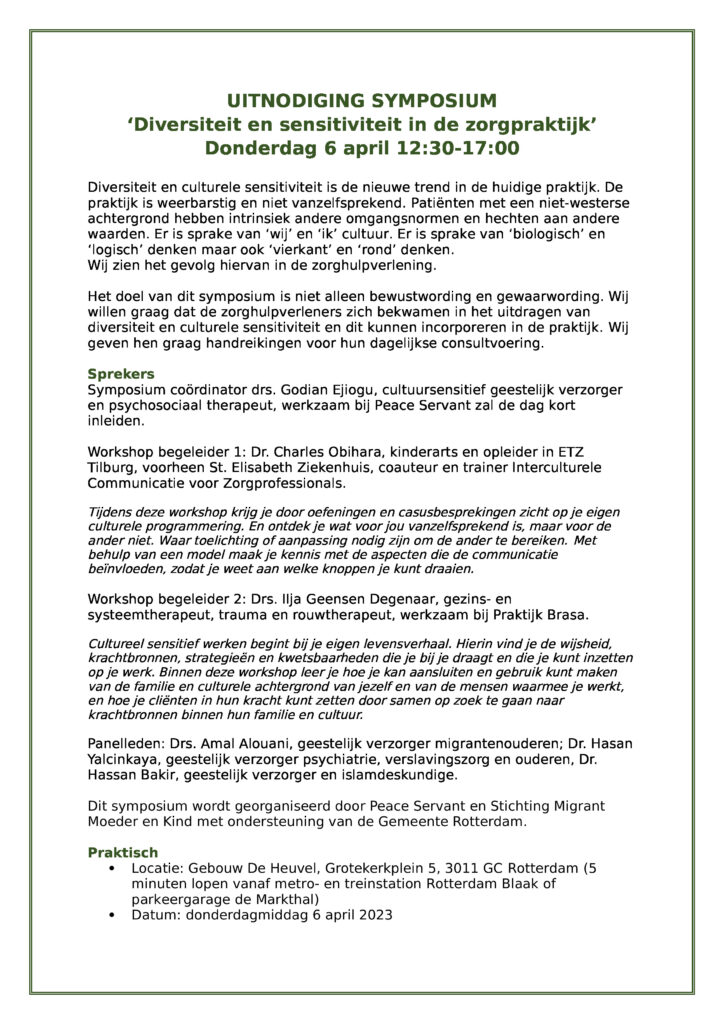 UITNODIGING SYMPOSIUM
‘Diversiteit en sensitiviteit in de zorgpraktijk’
Donderdag 6 april 12:30-17:00
Diversiteit en culturele sensitiviteit is de nieuwe trend in de huidige praktijk. De
praktijk is weerbarstig en niet vanzelfsprekend. Patiënten met een niet-westerse
achtergrond hebben intrinsiek andere omgangsnormen en hechten aan andere
waarden. Er is sprake van ‘wij’ en ‘ik’ cultuur. Er is sprake van ‘biologisch’ en
‘logisch’ denken maar ook ‘vierkant’ en ‘rond’ denken.
Wij zien het gevolg hiervan in de zorghulpverlening.
Het doel van dit symposium is niet alleen bewustwording en gewaarwording. Wij
willen graag dat de zorghulpverleners zich bekwamen in het uitdragen van
diversiteit en culturele sensitiviteit en dit kunnen incorporeren in de praktijk. Wij
geven hen graag handreikingen voor hun dagelijkse consultvoering.
Sprekers
Symposium coördinator drs. Godian Ejiogu, cultuursensitief geestelijk verzorger
en psychosociaal therapeut, werkzaam bij Peace Servant zal de dag kort
inleiden.
Workshop begeleider 1: Dr. Charles Obihara, kinderarts en opleider in ETZ
Tilburg, voorheen St. Elisabeth Ziekenhuis, coauteur en trainer Interculturele
Communicatie voor Zorgprofessionals.
Tijdens deze workshop krijg je door oefeningen en casusbesprekingen zicht op je eigen
culturele programmering. En ontdek je wat voor jou vanzelfsprekend is, maar voor de
ander niet. Waar toelichting of aanpassing nodig zijn om de ander te bereiken. Met
behulp van een model maak je kennis met de aspecten die de communicatie
beïnvloeden, zodat je weet aan welke knoppen je kunt draaien.
Workshop begeleider 2: Drs. Ilja Geensen Degenaar, gezins- en
systeemtherapeut, trauma en rouwtherapeut, werkzaam bij Praktijk Brasa.
Cultureel sensitief werken begint bij je eigen levensverhaal. Hierin vind je de wijsheid,
krachtbronnen, strategieën en kwetsbaarheden die je bij je draagt en die je kunt inzetten
op je werk. Binnen deze workshop leer je hoe je kan aansluiten en gebruik kunt maken
van de familie en culturele achtergrond van jezelf en van de mensen waarmee je werkt,
en hoe je cliënten in hun kracht kunt zetten door samen op zoek te gaan naar
krachtbronnen binnen hun familie en cultuur.
Panelleden: Drs. Amal Alouani, geestelijk verzorger migrantenouderen; Dr. Hasan
Yalcinkaya, geestelijk verzorger psychiatrie, verslavingszorg en ouderen, Dr.
Hassan Bakir, geestelijk verzorger en islamdeskundige.
Dit symposium wordt georganiseerd door Peace Servant en Stichting Migrant
Moeder en Kind met ondersteuning van de Gemeente Rotterdam.
Praktisch
• Locatie: Gebouw De Heuvel, Grotekerkplein 5, 3011 GC Rotterdam (5
minuten lopen vanaf metro- en treinstation Rotterdam Blaak of
parkeergarage de Markthal)
• Datum: donderdagmiddag 6 april 2023